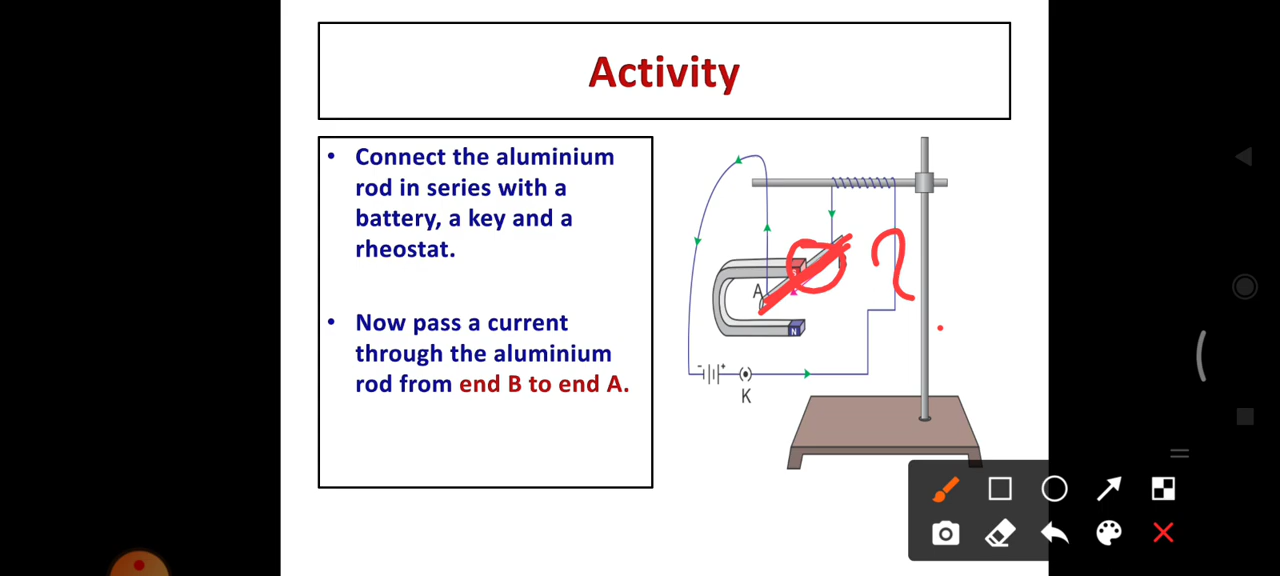 Activity
• Connect the aluminium
rod in series with a
battery, a key and a
rheostat.
• Now pass a current
through the aluminium
rod from end B to end A.
A
N
- +
K